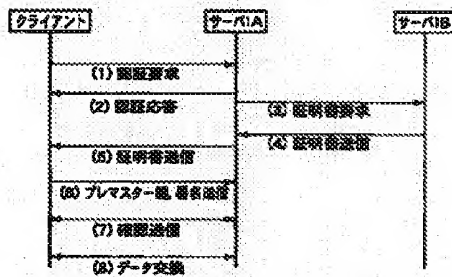 クライアント
サーバA
サーバB
(1) 認証要求
(2) 認証応答
(3) 証明書要求
(4) 証明書送信
(5) 証明書送信
(6) プレマスター鍵, 署名送信
(7) 確認送信
(8) データ交換